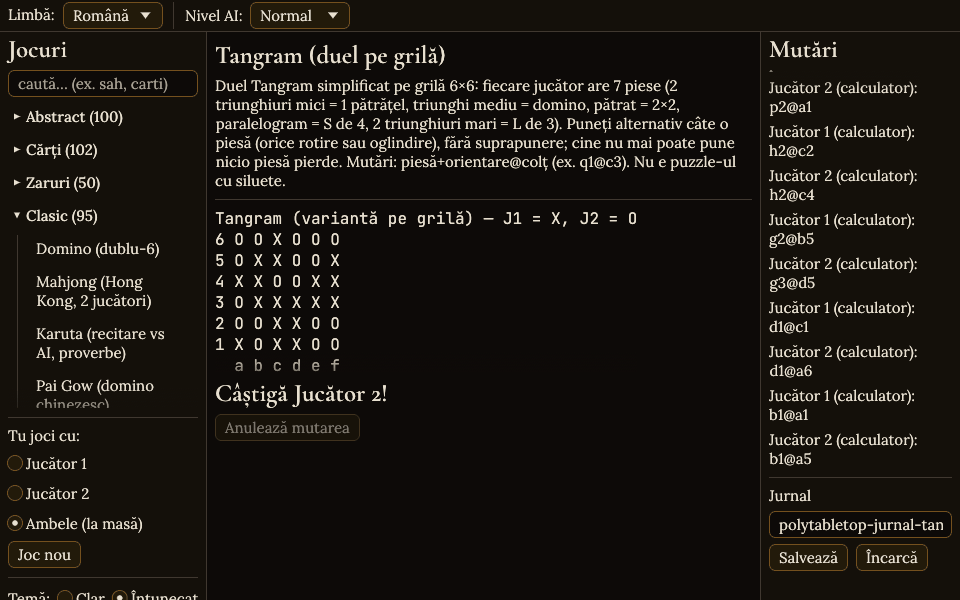 Limbă: Română ▼ Nivel AI: Normal ▼
Jocuri
caută... (ex. sah, carti)
▸ Abstract (100)
▸ Cărți (102)
▸ Zaruri (50)
▾ Clasic (95)
Domino (dublu-6)
Mahjong (Hong
Kong, 2 jucători)
Karuta (recitare vs
AI, proverbe)
Pai Gow (domino
chinezesc)
Tu joci cu:
Jucător 1
Jucător 2
Ambele (la masă)
Joc nou
Temă: Clar Întunecat
Tangram (duel pe grilă)
Duel Tangram simplificat pe grilă 6×6: fiecare jucător are 7 piese (2
triunghiuri mici = 1 pătrățel, triunghi mediu = domino, pătrat = 2×2,
paralelogram = S de 4, 2 triunghiuri mari = L de 3). Puneți alternativ câte o
piesă (orice rotire sau oglindire), fără suprapunere; cine nu mai poate pune
nicio piesă pierde. Mutări: piesă+orientare@colț (ex. q1@c3). Nu e puzzle-ul
cu siluete.
Tangram (variantă pe grilă) — J1 = X, J2 = O
6 O O X O O O
5 O X X O O X
4 X X O O X X
3 O X X X X X
2 O O X X O O
1 X O X X O O
a b c d e f
Câștigă Jucător 2!
Anulează mutarea
Mutări
Jucător 2 (calculator):
p2@a1
Jucător 1 (calculator):
h2@c2
Jucător 2 (calculator):
h2@c4
Jucător 1 (calculator):
g2@b5
Jucător 2 (calculator):
g3@d5
Jucător 1 (calculator):
d1@c1
Jucător 2 (calculator):
d1@a6
Jucător 1 (calculator):
b1@a1
Jucător 2 (calculator):
b1@a5
Jurnal
polytabletop-jurnal-tan
Salvează Încarcă